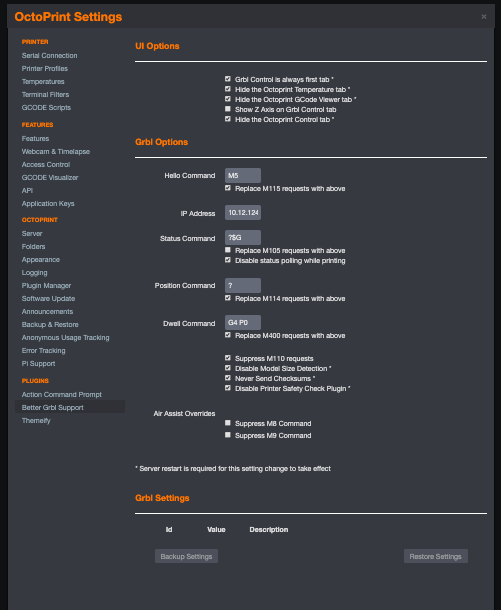 OctoPrint Settings
×
PRINTER
Serial Connection
Printer Profiles
Temperatures
Terminal Filters
GCODE Scripts
FEATURES
Features
Webcam & Timelapse
Access Control
GCODE Visualizer
API
Application Keys
OCTOPRINT
Server
Folders
Appearance
Logging
Plugin Manager
Software Update
Announcements
Backup & Restore
Anonymous Usage Tracking
Error Tracking
Pi Support
PLUGINS
Action Command Prompt
Better Grbl Support
Themeify
UI Options
Grbl Control is always first tab *
Hide the Octoprint Temperature tab *
Hide the Octoprint GCode Viewer tab *
Show Z Axis on Grbl Control tab
Hide the Octoprint Control tab *
Grbl Options
Hello Command M5
Replace M115 requests with above
IP Address 10.12.124
Status Command ?$G
Replace M105 requests with above
Disable status polling while printing
Position Command ?
Replace M114 requests with above
Dwell Command G4 P0
Replace M400 requests with above
Suppress M110 requests
Disable Model Size Detection *
Never Send Checksums *
Disable Printer Safety Check Plugin *
Air Assist Overrides
Suppress M8 Command
Suppress M9 Command
* Server restart is required for this setting change to take effect
Grbl Settings
Id Value Description
Backup Settings Restore Settings